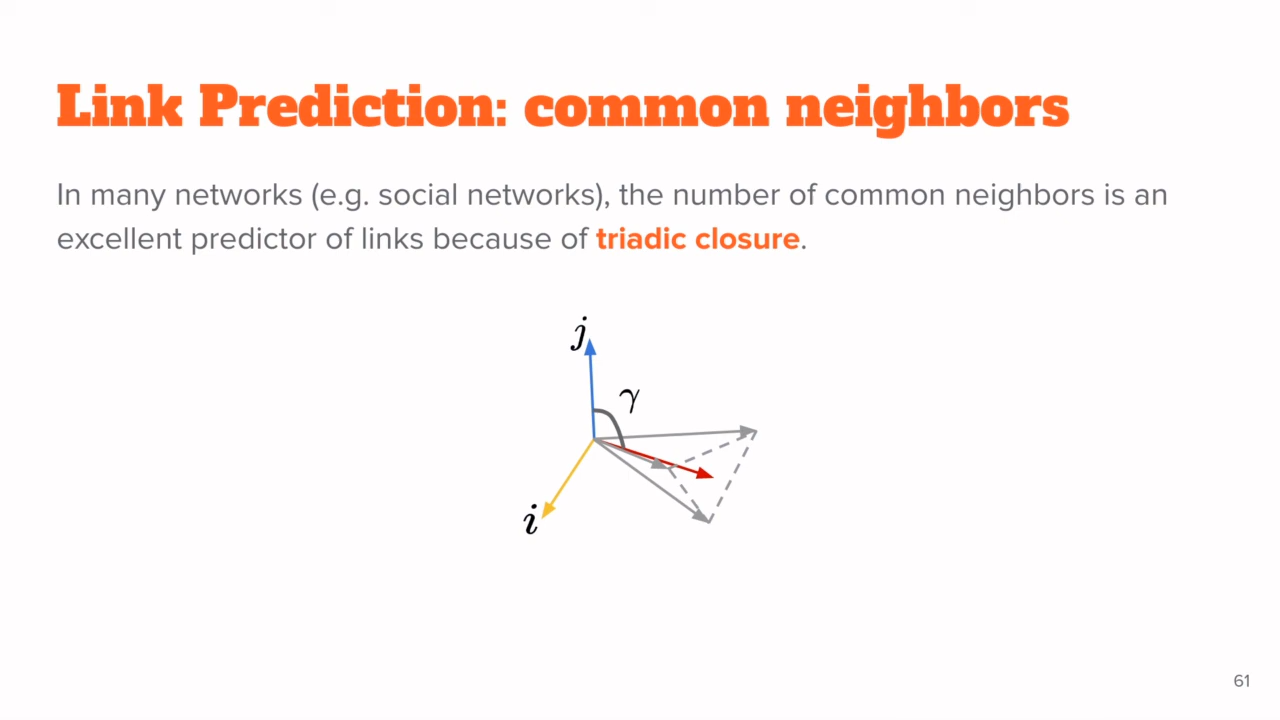 Link Prediction: common neighbors
In many networks (e.g. social networks), the number of common neighbors is an
excellent predictor of links because of triadic closure.
j
γ
i
61